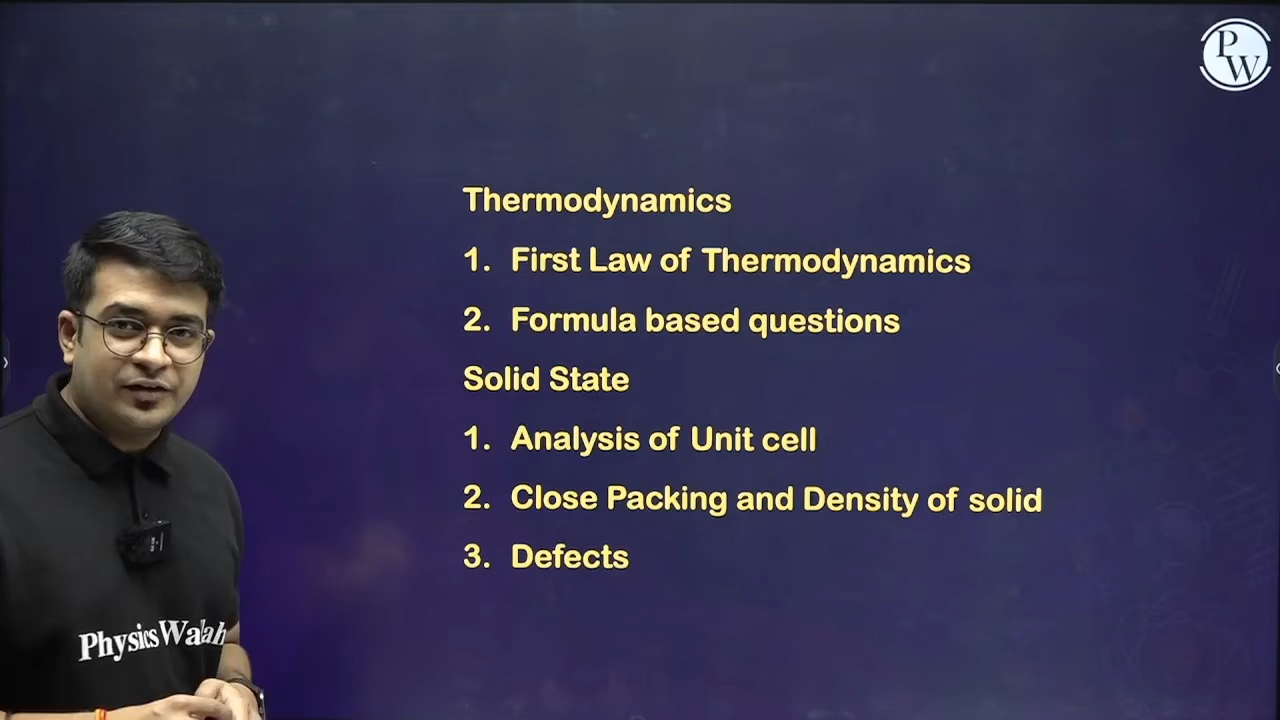 P
W
Thermodynamics
1. First Law of Thermodynamics
2. Formula based questions
Solid State
1. Analysis of Unit cell
2. Close Packing and Density of solid
3. Defects
PhysicsWallah